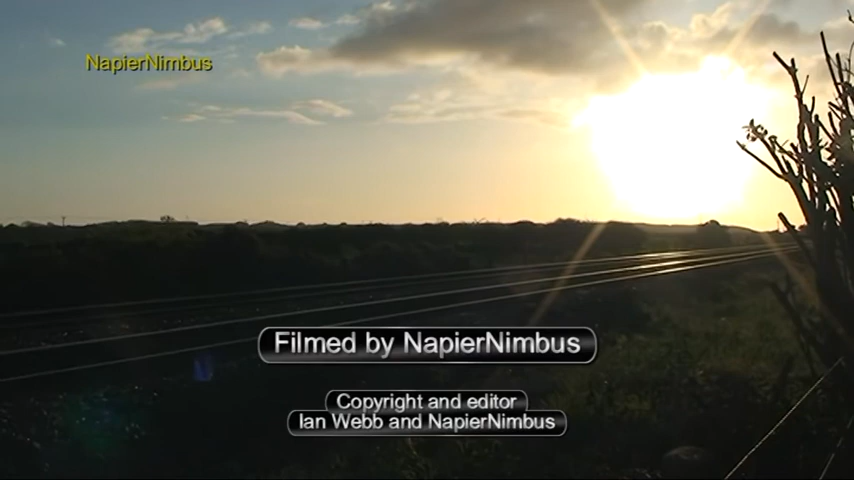 NapierNimbus
Filmed by NapierNimbus
Copyright and editor
Ian Webb and NapierNimbus